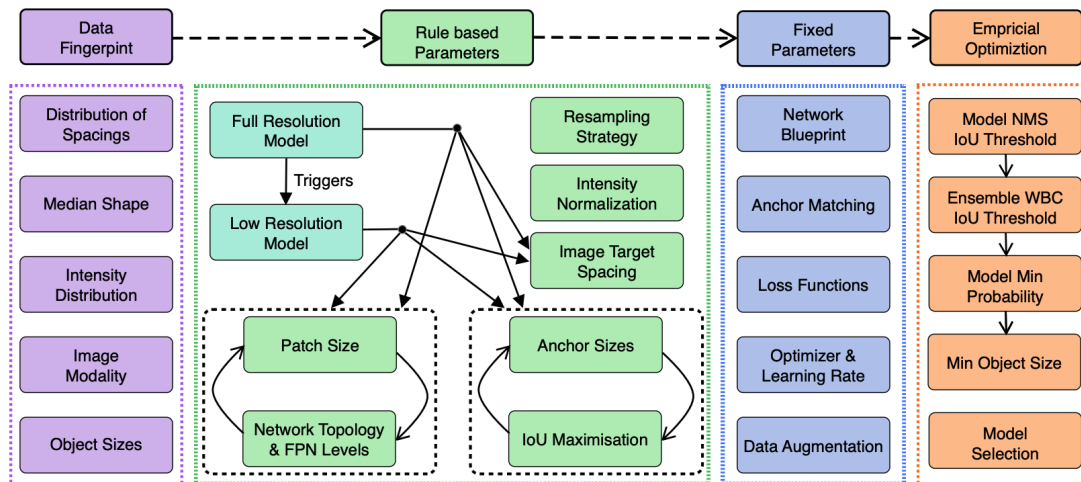 Data
Fingerpint
Rule based
Parameters
Fixed
Parameters
Empricial
Optimiztion
Distribution of
Spacings
Median Shape
Intensity
Distribution
Image
Modality
Object Sizes
Full Resolution
Model
Triggers
Low Resolution
Model
Resampling
Strategy
Intensity
Normalization
Image Target
Spacing
Patch Size
Network Topology
& FPN Levels
Anchor Sizes
IoU Maximisation
Network
Blueprint
Anchor Matching
Loss Functions
Optimizer &
Learning Rate
Data Augmentation
Model NMS
IoU Threshold
Ensemble WBC
IoU Threshold
Model Min
Probability
Min Object Size
Model
Selection